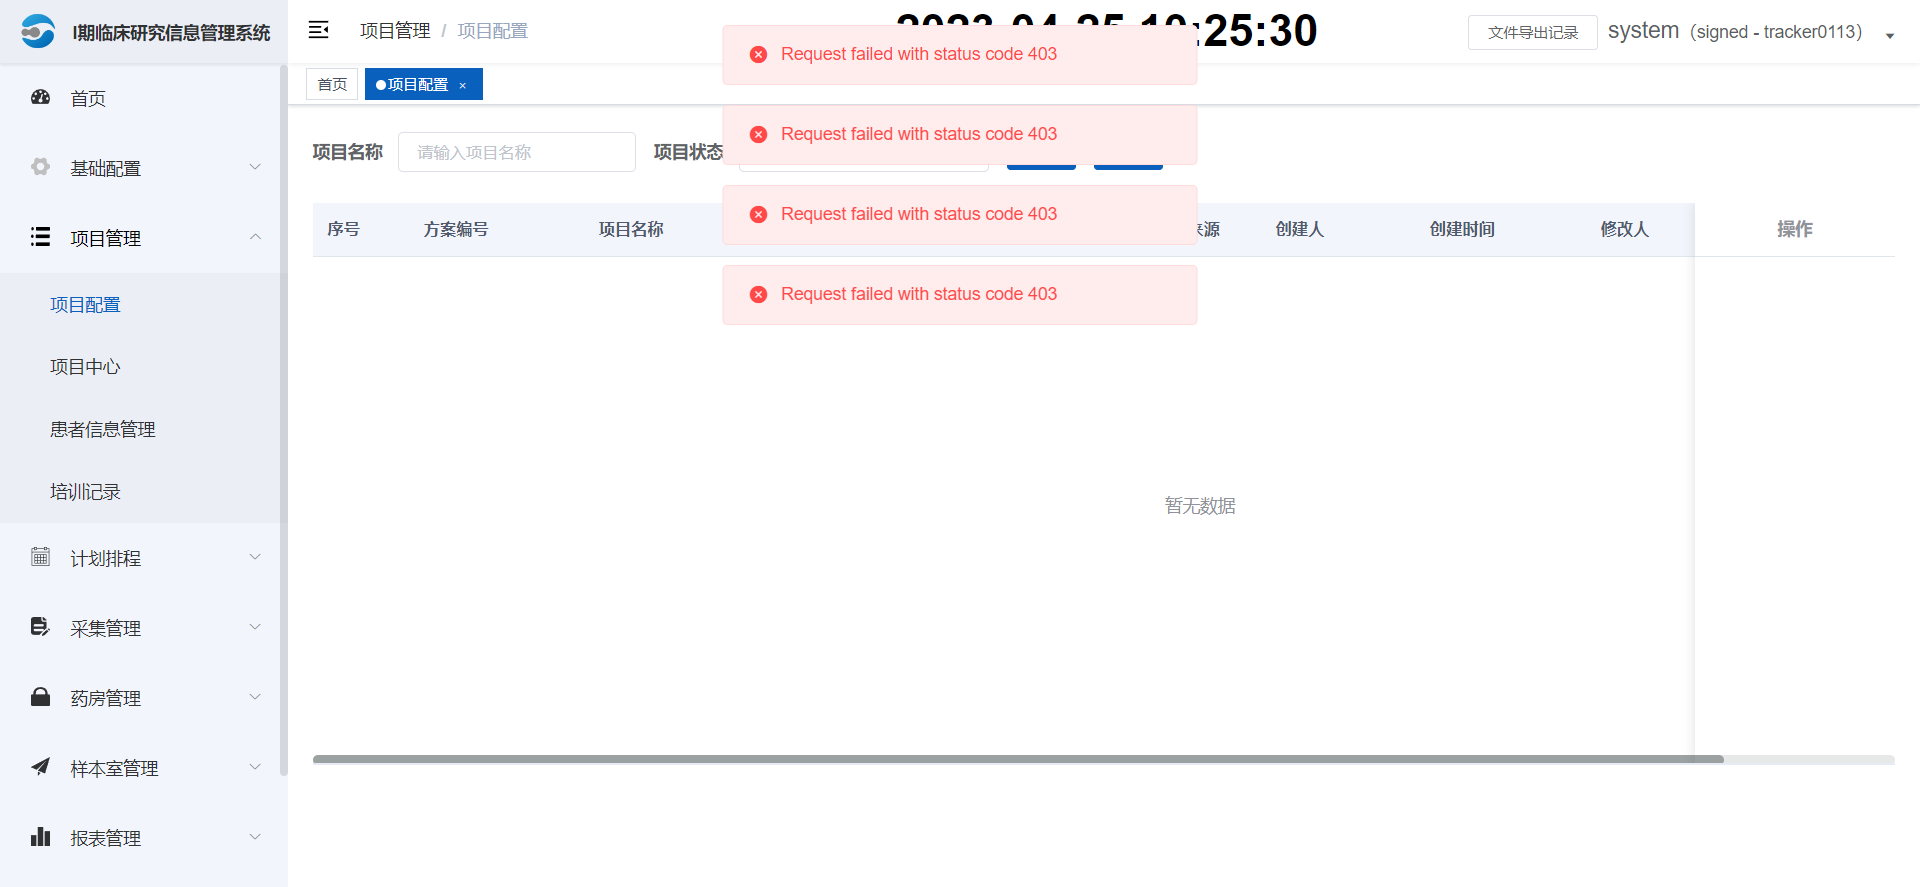 I期临床研究信息管理系统
项目管理 / 项目配置
2023-04-25 10:25:30
文件导出记录
system（signed - tracker0113）
Request failed with status code 403
首页
项目配置 ×
首页
Request failed with status code 403
项目名称 请输入项目名称 项目状态
基础配置
Request failed with status code 403
序号 方案编号 项目名称 来源 创建人 创建时间 修改人 操作
项目管理
Request failed with status code 403
项目配置
项目中心
患者信息管理
培训记录
暂无数据
计划排程
采集管理
药房管理
样本室管理
报表管理